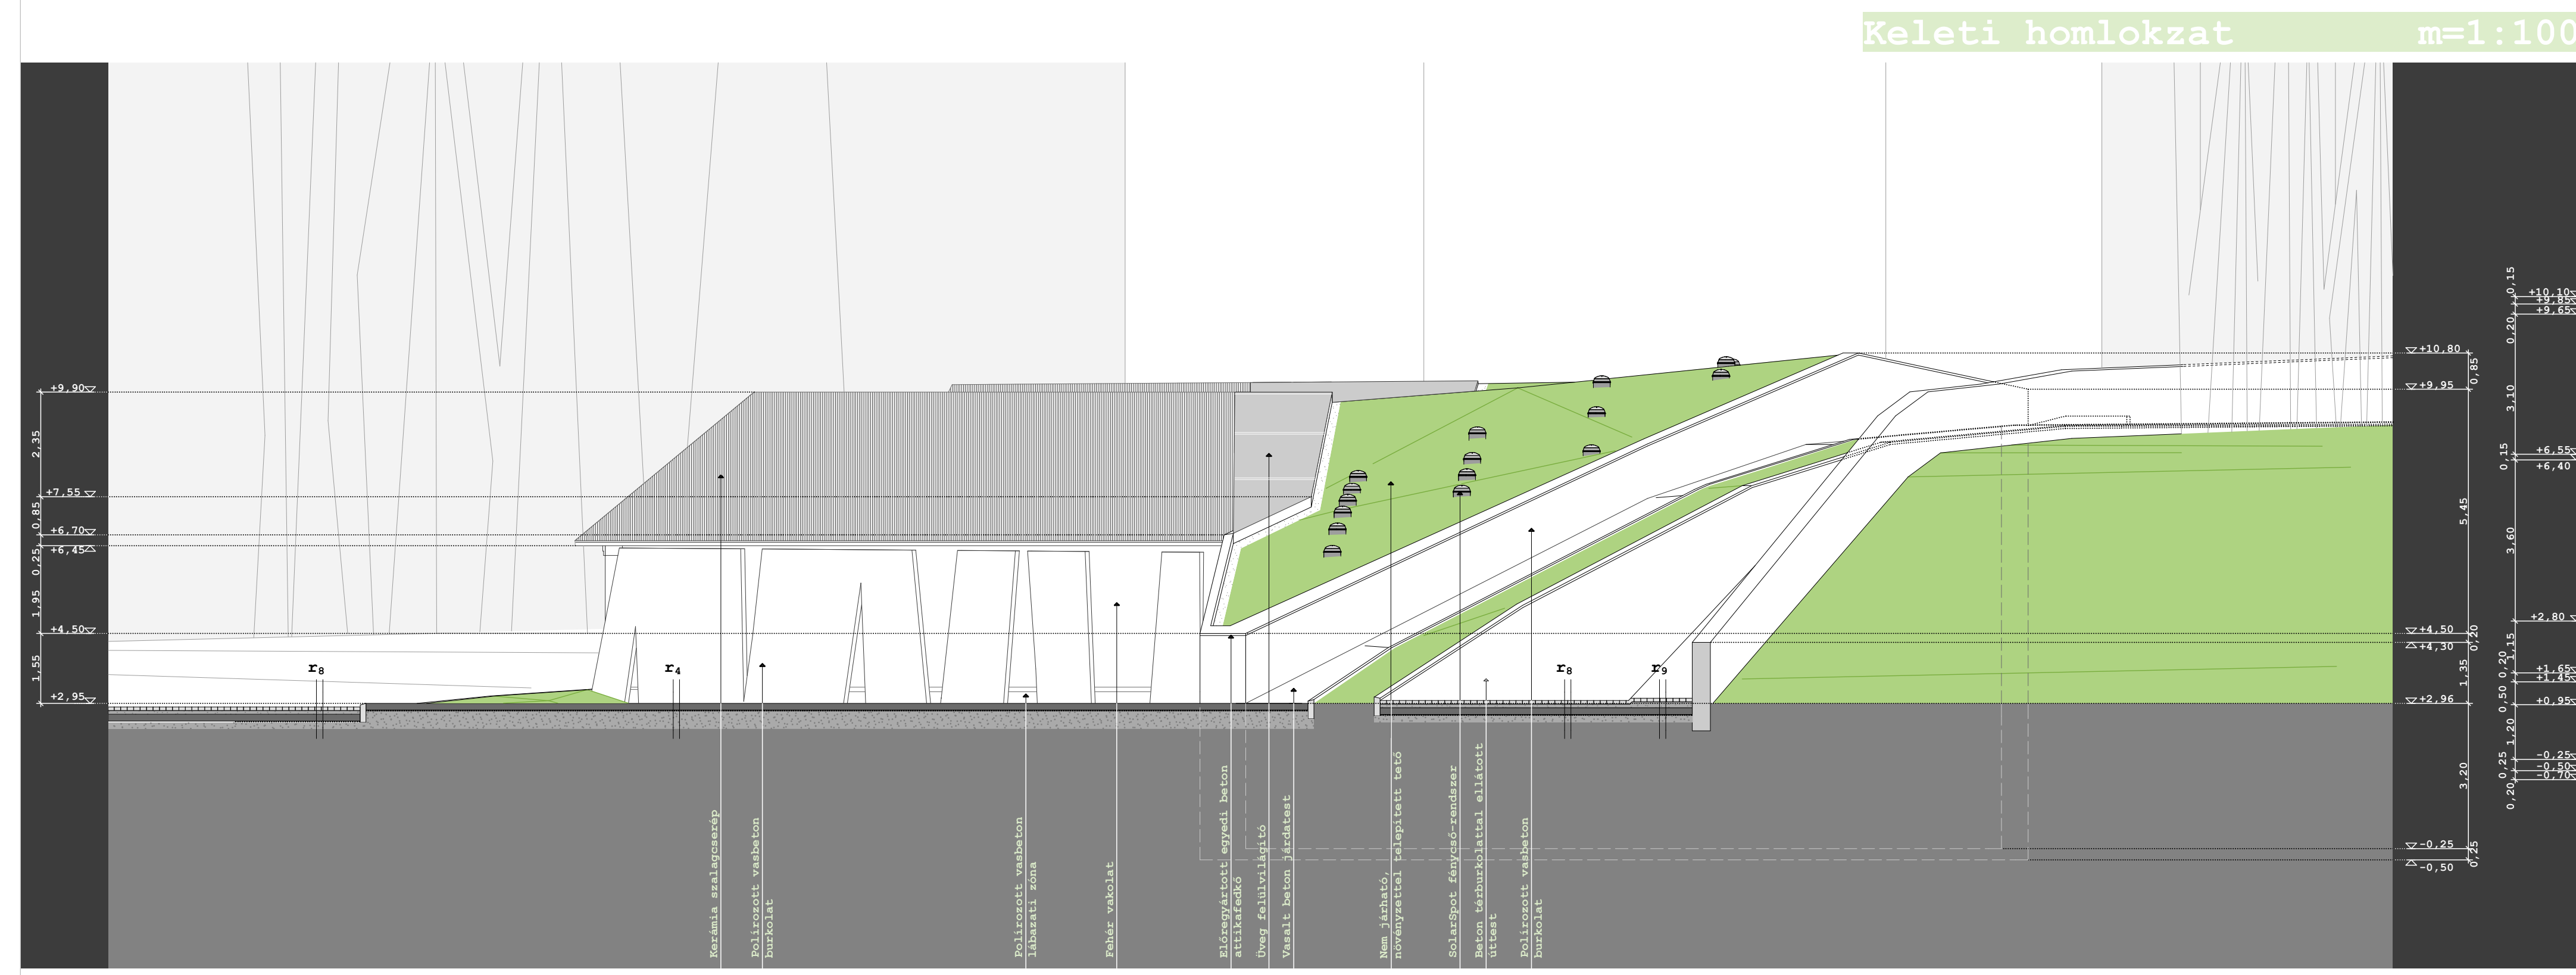 Keleti homlokzat m=1:100
+9,90
2,35
+7.55
0,85
+6,70
0,25
+6,45
1,95
+4,50
1,55
+2,95
r8
r4
r8
r9
Kerámia szalagcserép
Polírozott vasbeton
burkolat
Polírozott vasbeton
lábazati zóna
Fehér vakolat
Előregyártott egyedi beton
attikafedkő
Üveg felülvilágító
Vasalt beton járdatest
Nem járható,
növényzettel telepített tető
SolarSpot fénycső-rendszer
Beton térburkolattal ellátott
úttest
Polírozott vasbeton
burkolat
+10,80
0,85
+9,95
5,45
+4,50
0,20
+4,30
1,35
+2,96
3,20
-0,25
0,25
-0,50
0,15
+10,10
+9,85
+9,65
0,20
3,10
+6,55
0,15
+6,40
3,60
+2,80
1,15
+1,65
0,20
+1,45
0,50
+0,95
1,20
-0,25
0,25
-0,50
-0,70
0,20